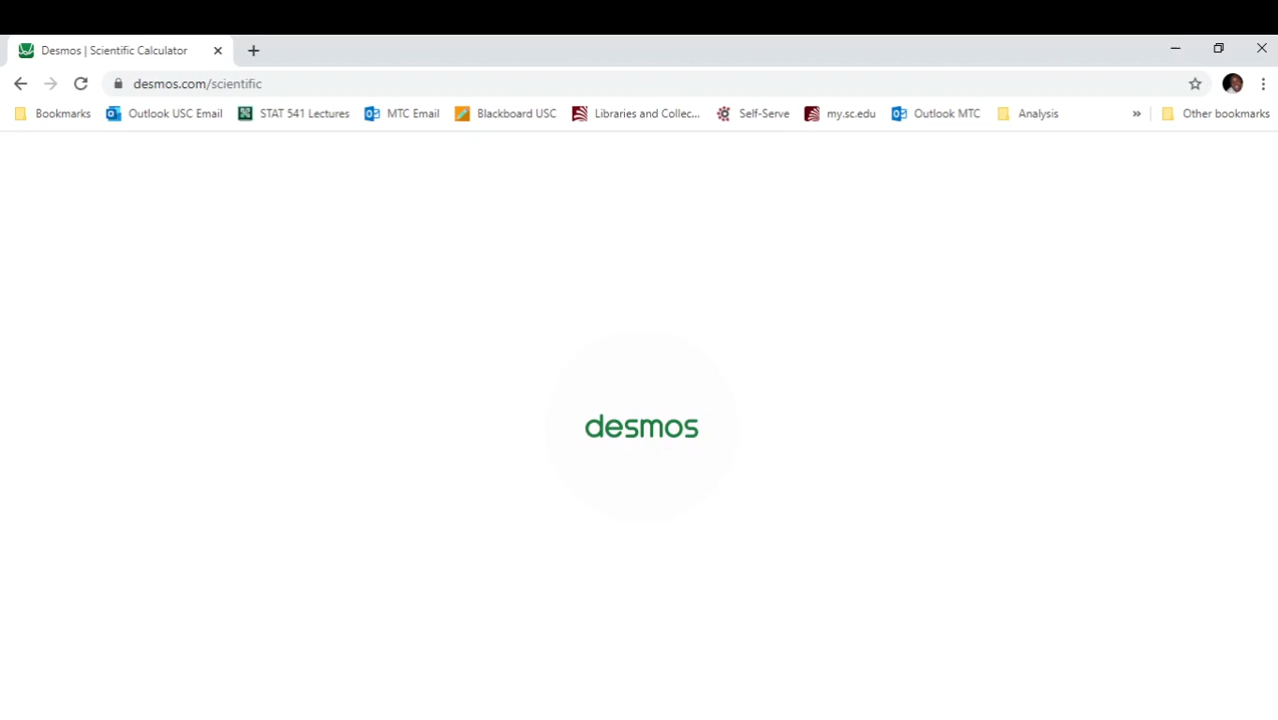 Desmos | Scientific Calculator
desmos.com/scientific
Bookmarks Outlook USC Email STAT 541 Lectures MTC Email Blackboard USC Libraries and Collec... Self-Serve my.sc.edu Outlook MTC Analysis » Other bookmarks
desmos